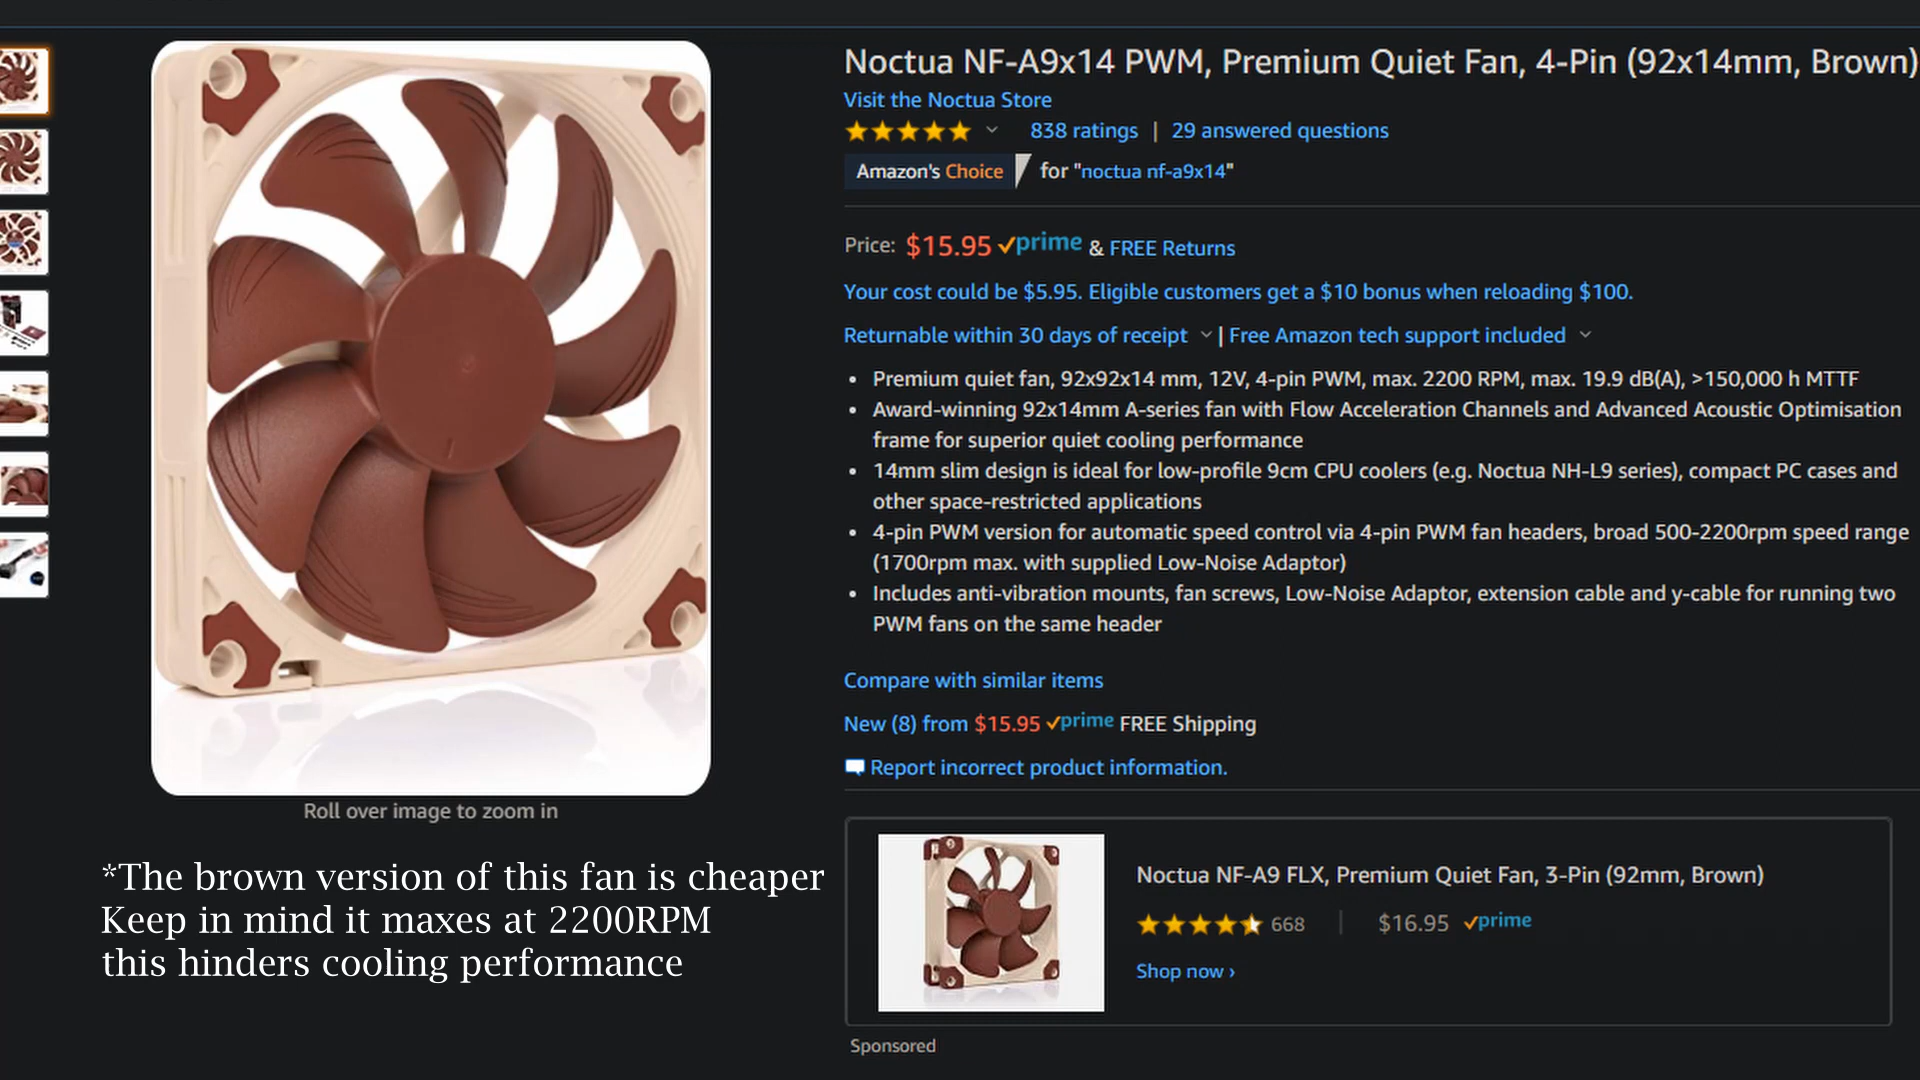 Noctua NF-A9x14 PWM, Premium Quiet Fan, 4-Pin (92x14mm, Brown)
Visit the Noctua Store
838 ratings | 29 answered questions
Amazon's Choice for "noctua nf-a9x14"
Price: $15.95 prime & FREE Returns
Your cost could be $5.95. Eligible customers get a $10 bonus when reloading $100.
Returnable within 30 days of receipt | Free Amazon tech support included
• Premium quiet fan, 92x92x14 mm, 12V, 4-pin PWM, max. 2200 RPM, max. 19.9 dB(A), >150,000 h MTTF
• Award-winning 92x14mm A-series fan with Flow Acceleration Channels and Advanced Acoustic Optimisation
frame for superior quiet cooling performance
• 14mm slim design is ideal for low-profile 9cm CPU coolers (e.g. Noctua NH-L9 series), compact PC cases and
other space-restricted applications
• 4-pin PWM version for automatic speed control via 4-pin PWM fan headers, broad 500-2200rpm speed range
(1700rpm max. with supplied Low-Noise Adaptor)
• Includes anti-vibration mounts, fan screws, Low-Noise Adaptor, extension cable and y-cable for running two
PWM fans on the same header
Compare with similar items
New (8) from $15.95 prime FREE Shipping
Report incorrect product information.
Roll over image to zoom in
*The brown version of this fan is cheaper
Keep in mind it maxes at 2200RPM
this hinders cooling performance
Noctua NF-A9 FLX, Premium Quiet Fan, 3-Pin (92mm, Brown)
668 | $16.95 prime
Shop now ›
Sponsored